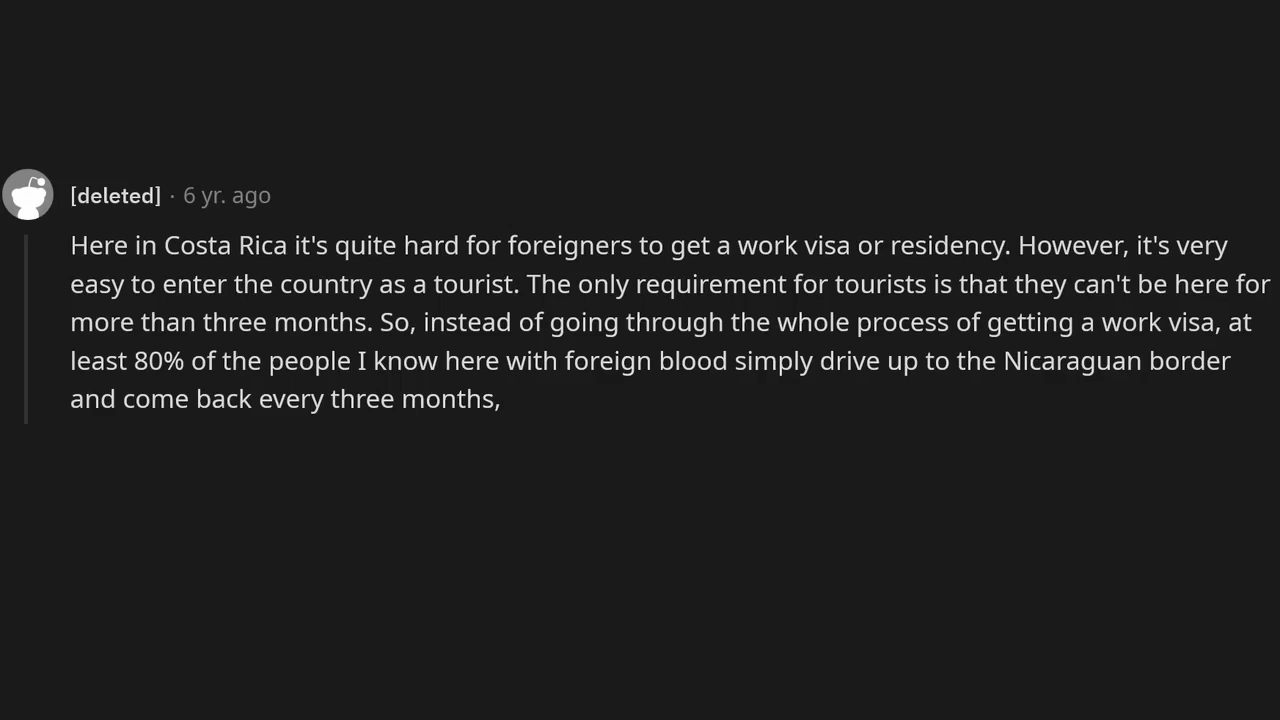 [deleted] · 6 yr. ago
Here in Costa Rica it's quite hard for foreigners to get a work visa or residency. However, it's very
easy to enter the country as a tourist. The only requirement for tourists is that they can't be here for
more than three months. So, instead of going through the whole process of getting a work visa, at
least 80% of the people I know here with foreign blood simply drive up to the Nicaraguan border
and come back every three months,